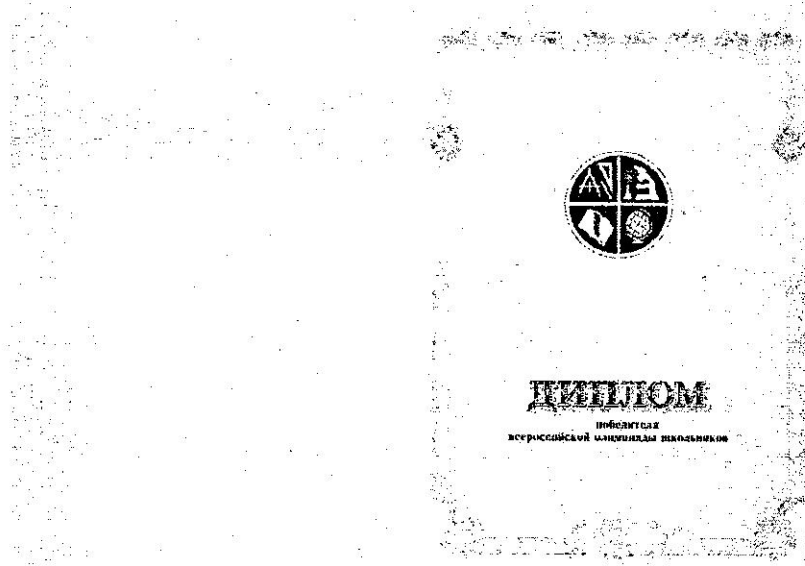 ДИПЛОМ
победителя
всероссийской олимпиады школьников